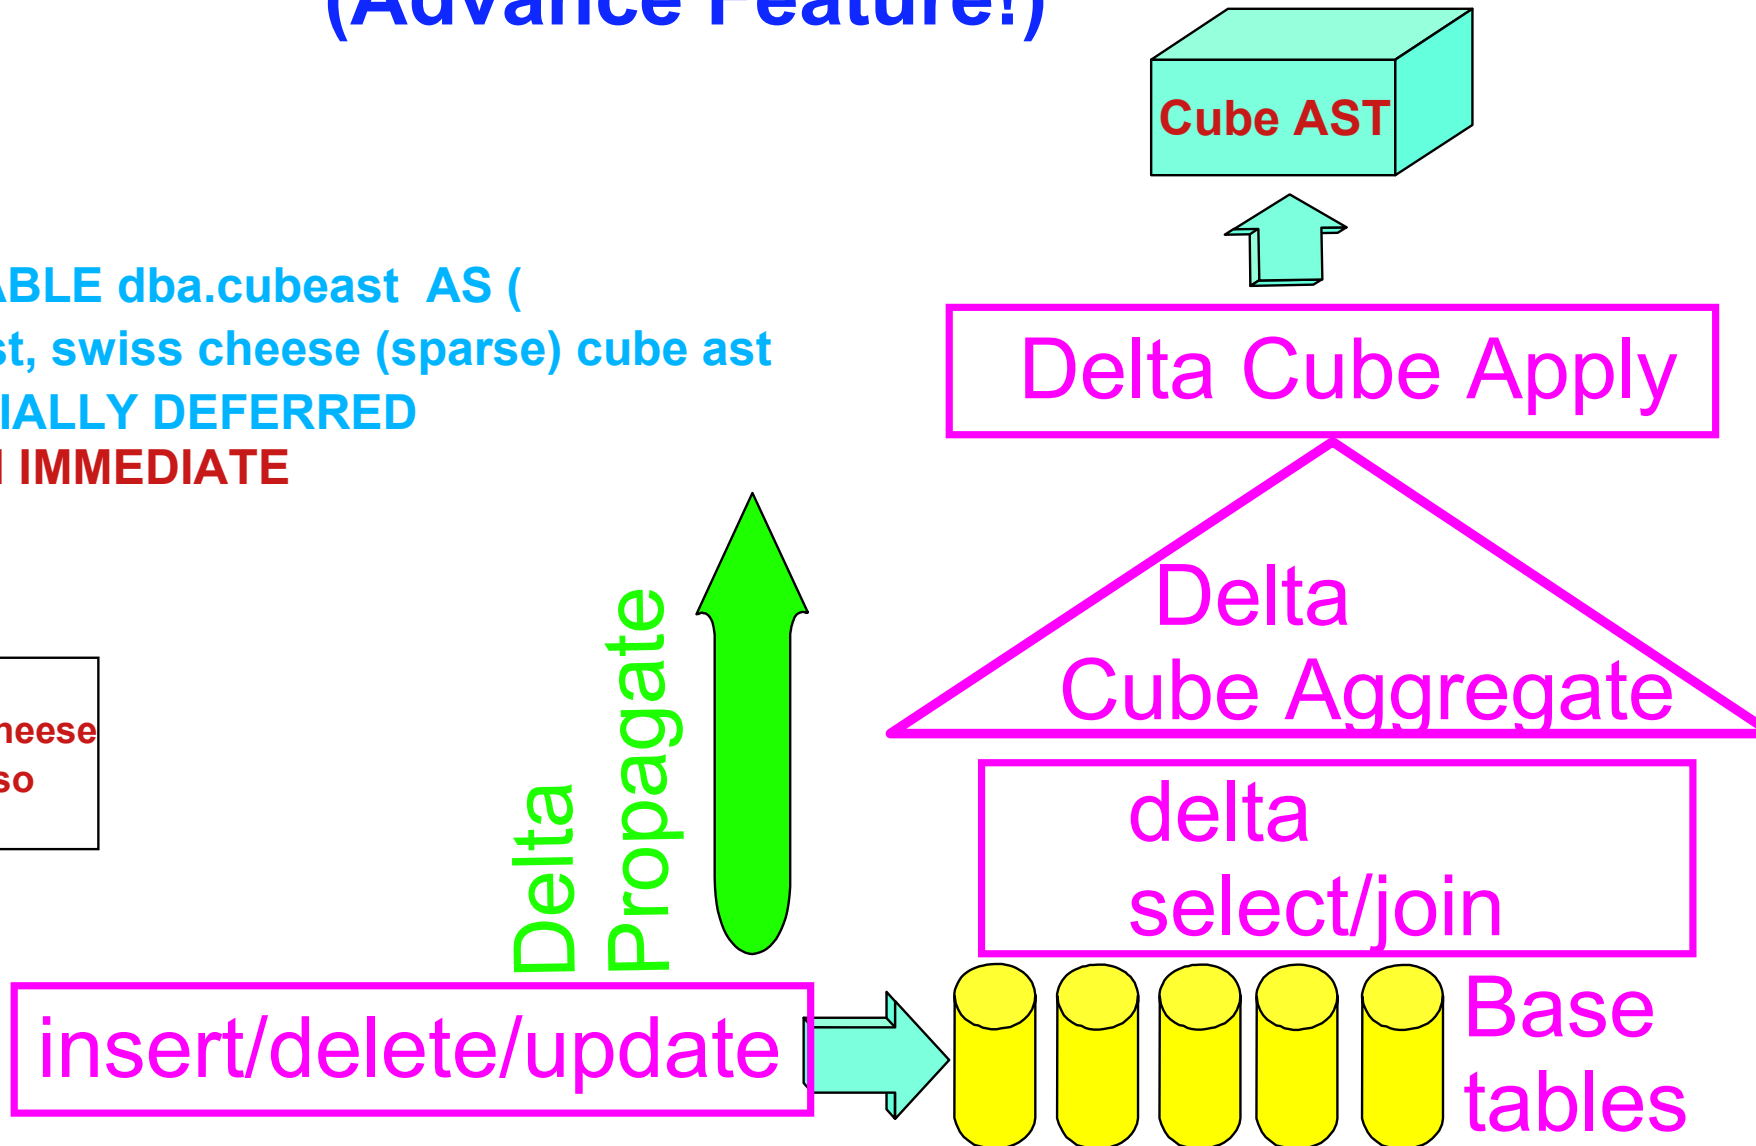 (Advance Feature!)
Cube AST
ABLE dba.cubeast AS (
st, swiss cheese (sparse) cube ast
IALLY DEFERRED
IMMEDIATE
Delta Cube Apply
Delta
Cube Aggregate
heese
so
Delta
Propagate
delta
select/join
insert/delete/update
Base
tables